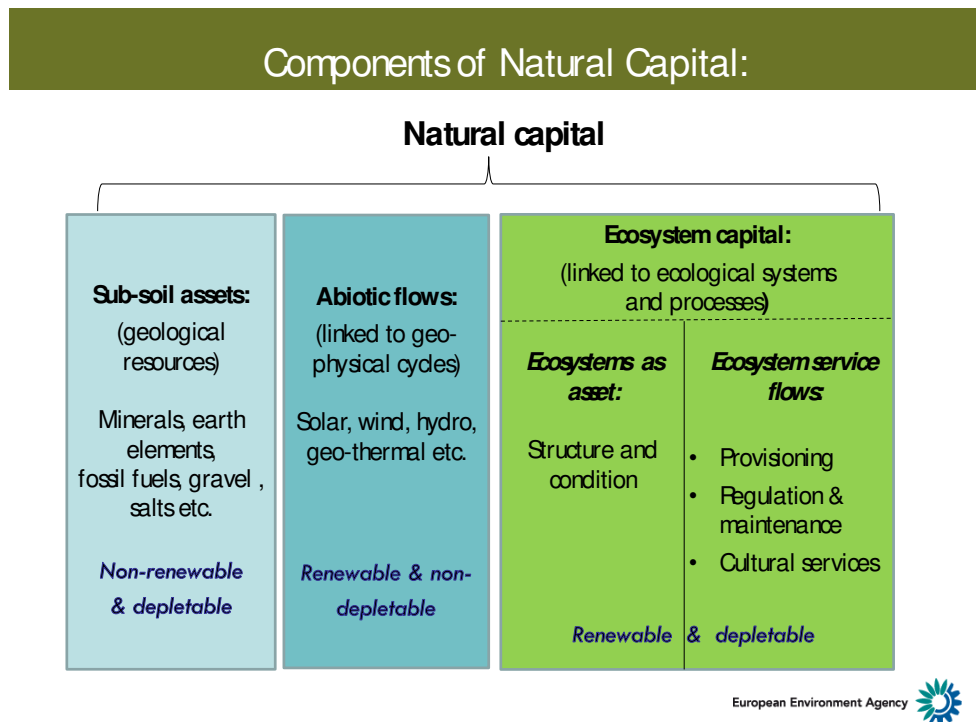 Components of Natural Capital:
Natural capital
Sub-soil assets:
(geological
resources)
Minerals, earth
elements,
fossil fuels, gravel ,
salts etc.
Non-renewable
& depletable
Abiotic flows:
(linked to geo-
physical cycles)
Solar, wind, hydro,
geo-thermal etc.
Renewable & non-
depletable
Ecosystem capital:
(linked to ecological systems
and processes)
Ecosystems as
asset:
Structure and
condition
Ecosystem service
flows:
• Provisioning
• Regulation &
maintenance
• Cultural services
Renewable & depletable
European Environment Agency